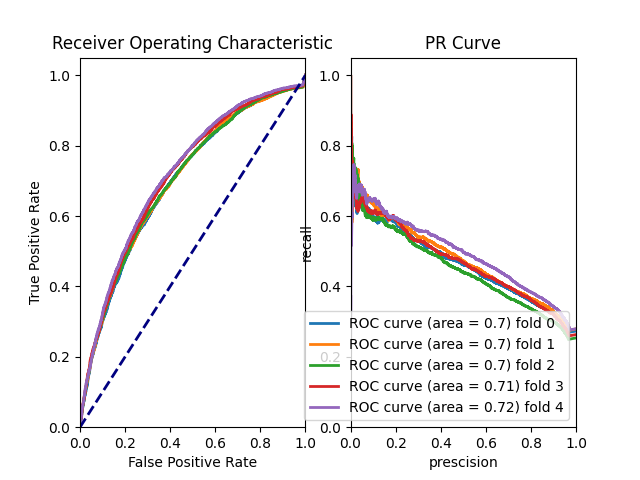 Receiver Operating Characteristic
PR Curve
1.0
0.8
0.6
0.4
0.2
0.0
True Positive Rate
0.0 0.2 0.4 0.6 0.8 1.0
False Positive Rate
1.0
0.8
0.6
0.4
0.2
0.0
recall
0.0 0.2 0.4 0.6 0.8 1.0
prescision
ROC curve (area = 0.7) fold 0
ROC curve (area = 0.7) fold 1
ROC curve (area = 0.7) fold 2
ROC curve (area = 0.71) fold 3
ROC curve (area = 0.72) fold 4